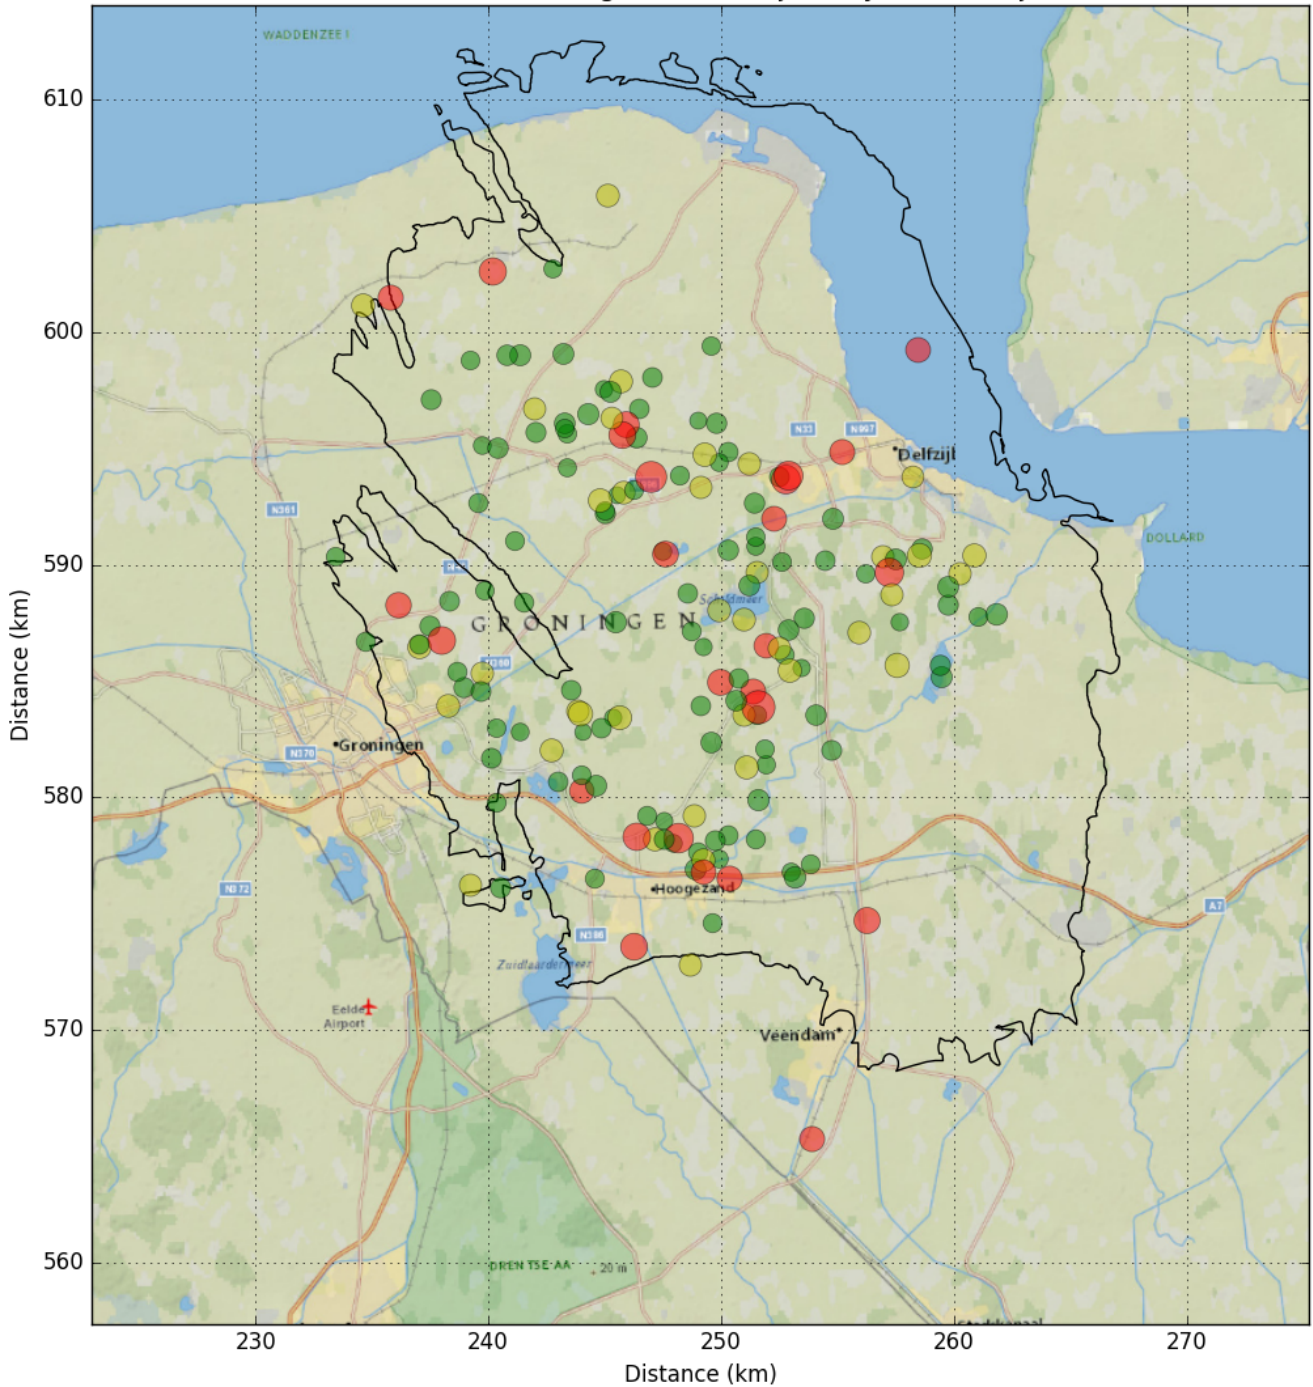 WADDENZEE
610
600
N33
N997
Delfzijl
N361
590
DOLLARD
Schildmeer
GRONINGEN
N360
Groningen
N370
580
Hoogezand
N372
A7
N386
Zuidlaardermeer
Eelde
Airport
570
Veendam
560
DRENTSE AA
20 m
230
240
250
260
270
Distance (km)
Distance (km)